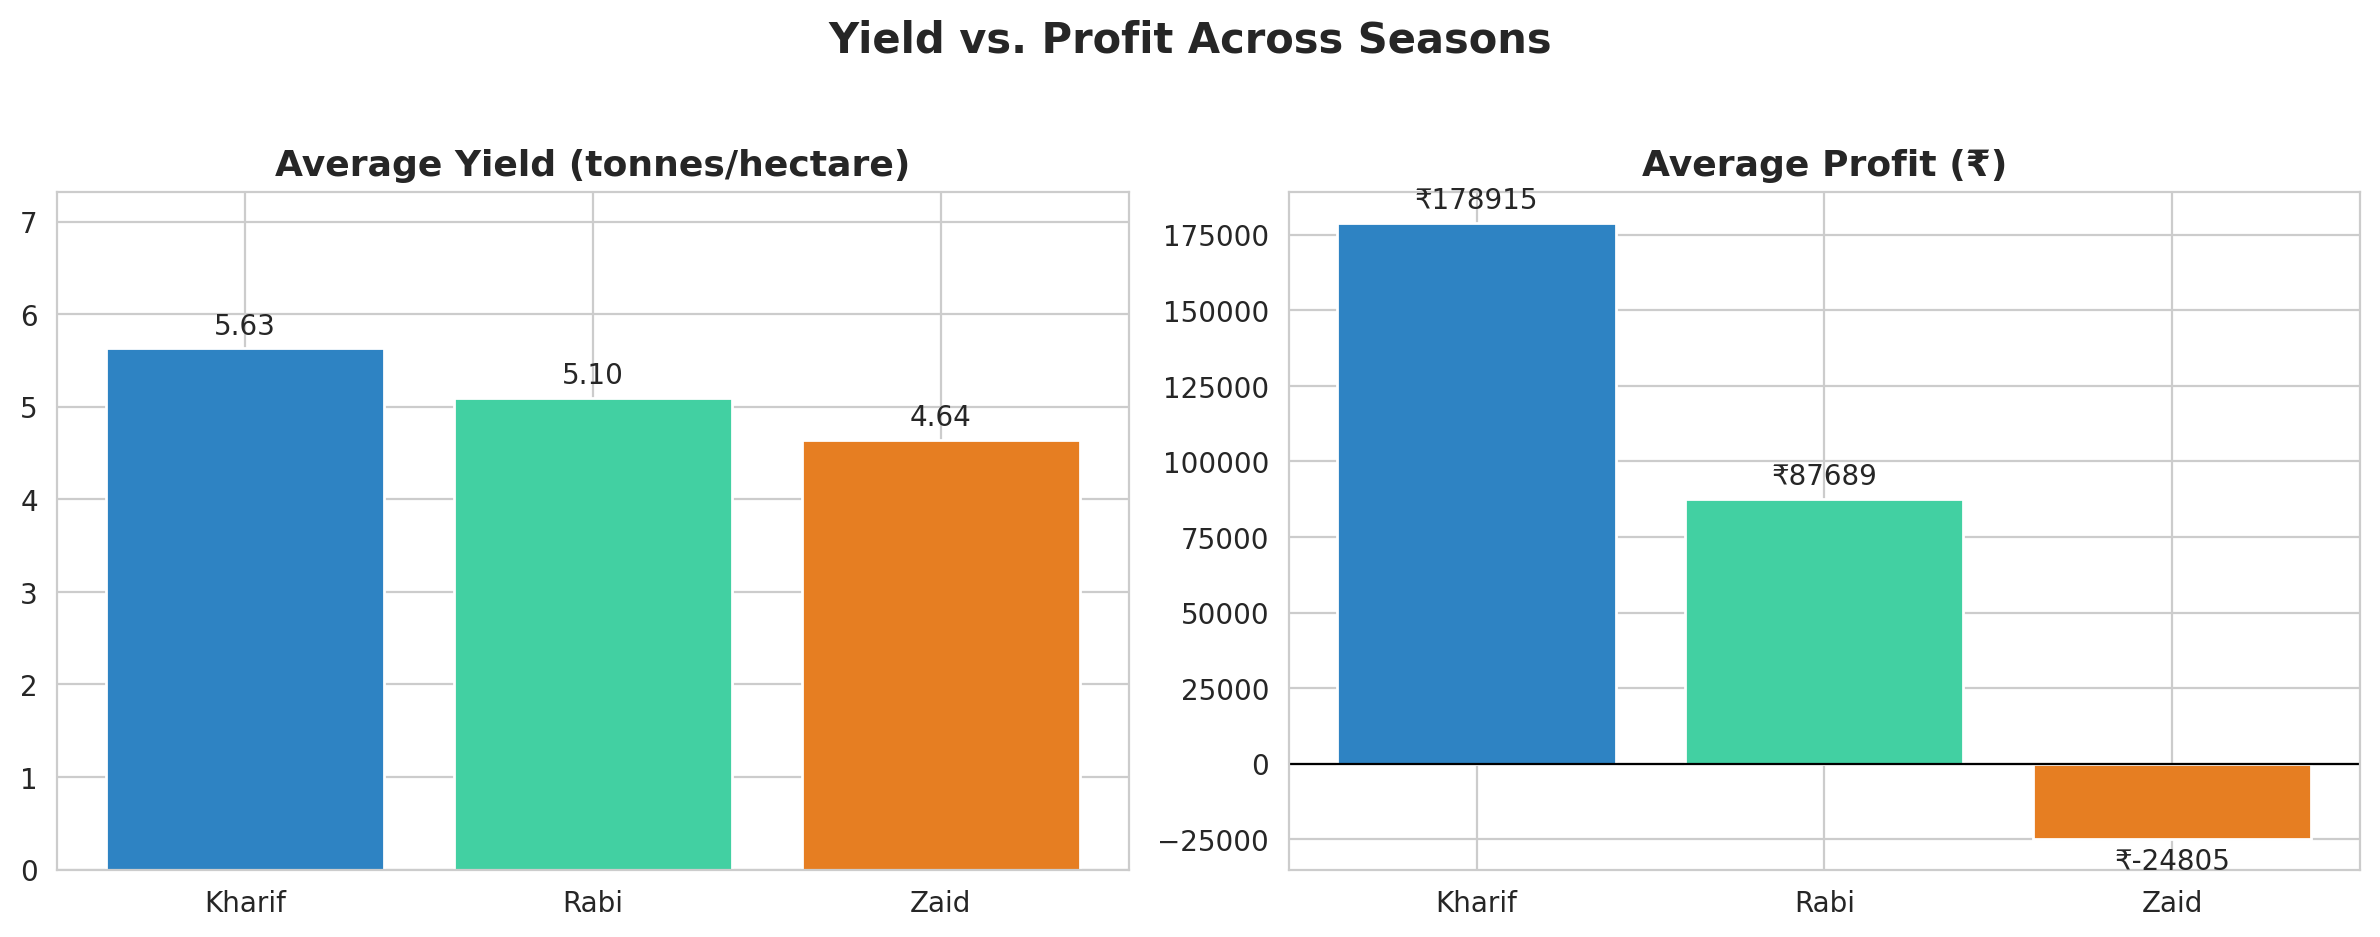 Yield vs. Profit Across Seasons
Average Yield (tonnes/hectare)
7
6
5
4
3
2
1
0
5.63
5.10
4.64
Kharif
Rabi
Zaid
Average Profit (₹)
175000
150000
125000
100000
75000
50000
25000
0
−25000
₹178915
₹87689
₹-24805
Kharif
Rabi
Zaid